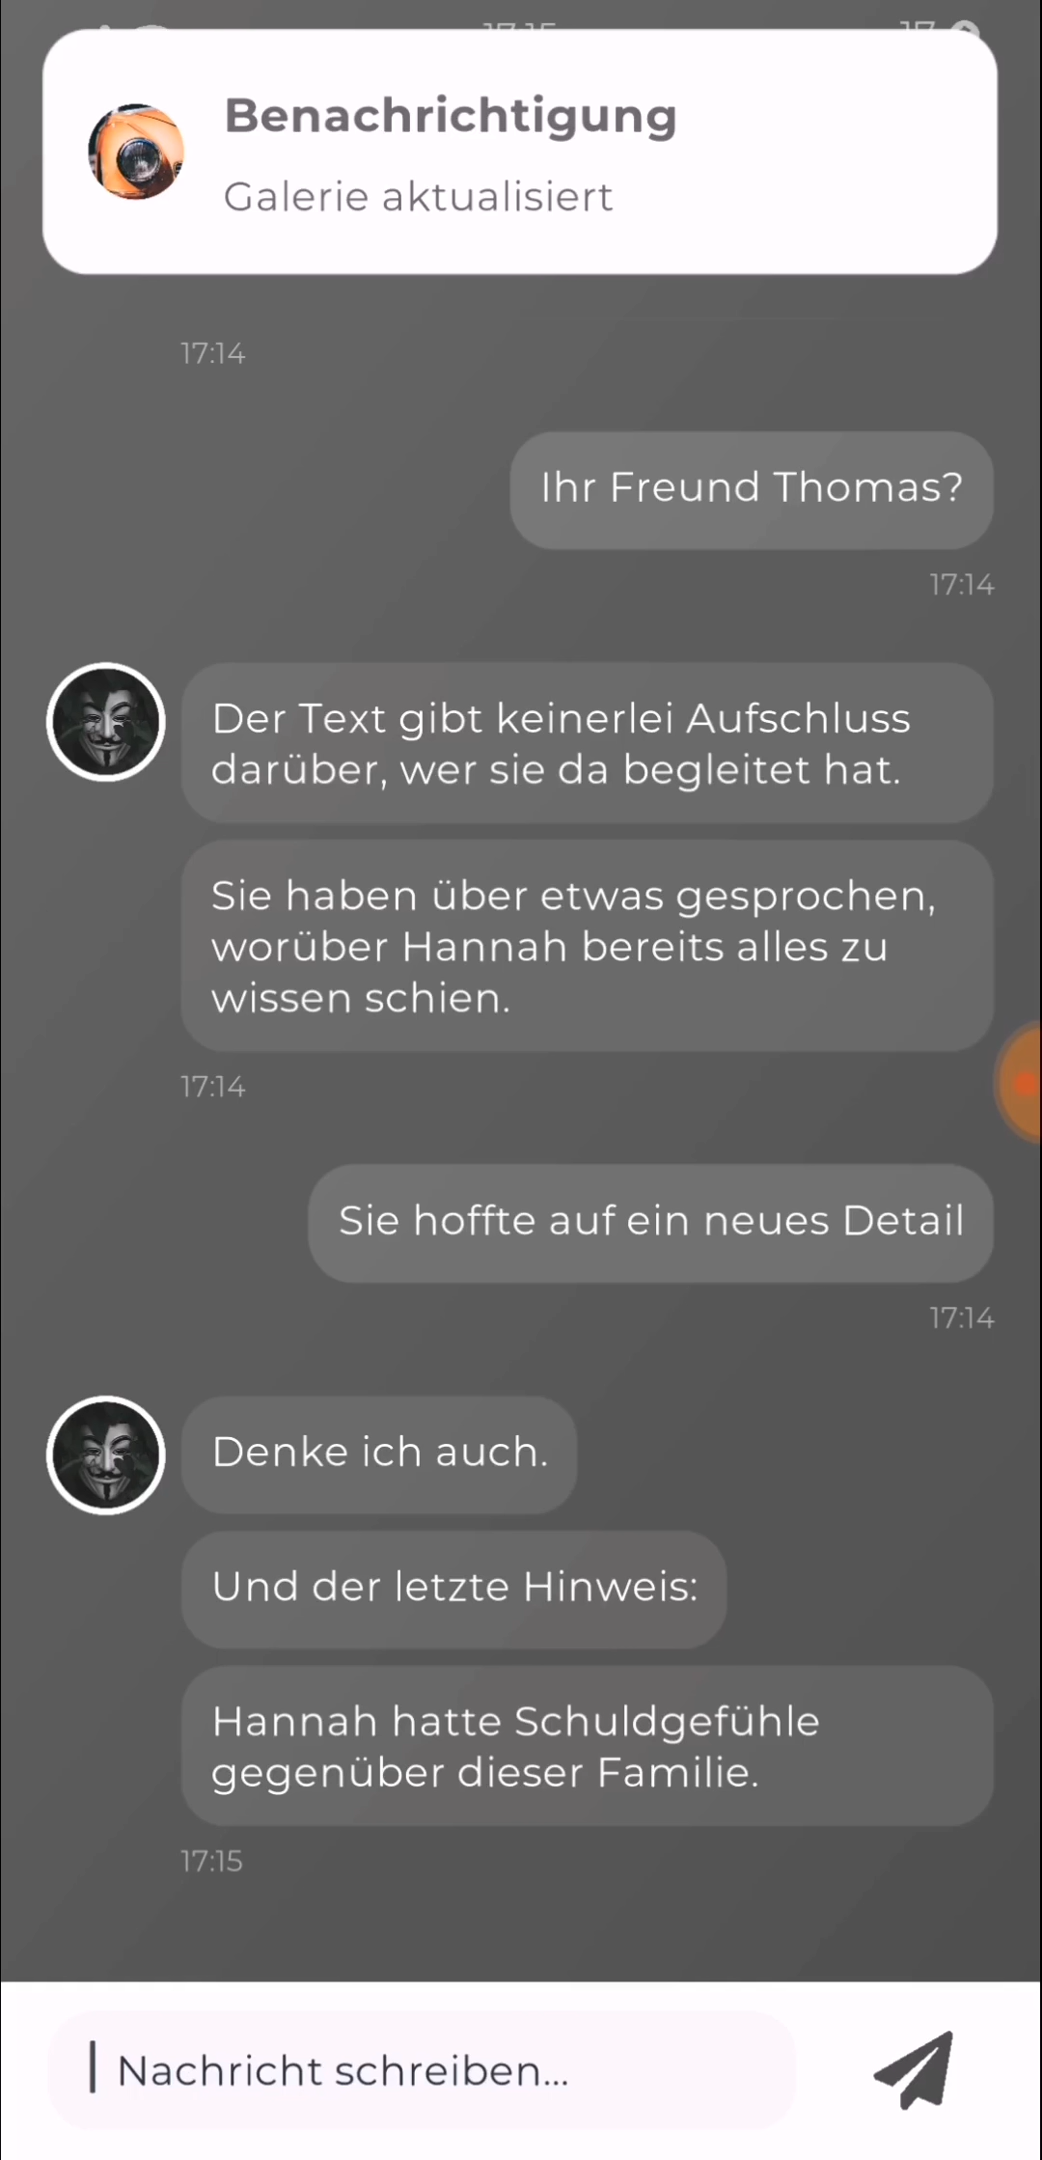 Benachrichtigung
Galerie aktualisiert
17:14
Ihr Freund Thomas?
17:14
Der Text gibt keinerlei Aufschluss
darüber, wer sie da begleitet hat.
Sie haben über etwas gesprochen,
worüber Hannah bereits alles zu
wissen schien.
17:14
Sie hoffte auf ein neues Detail
17:14
Denke ich auch.
Und der letzte Hinweis:
Hannah hatte Schuldgefühle
gegenüber dieser Familie.
17:15
Nachricht schreiben...